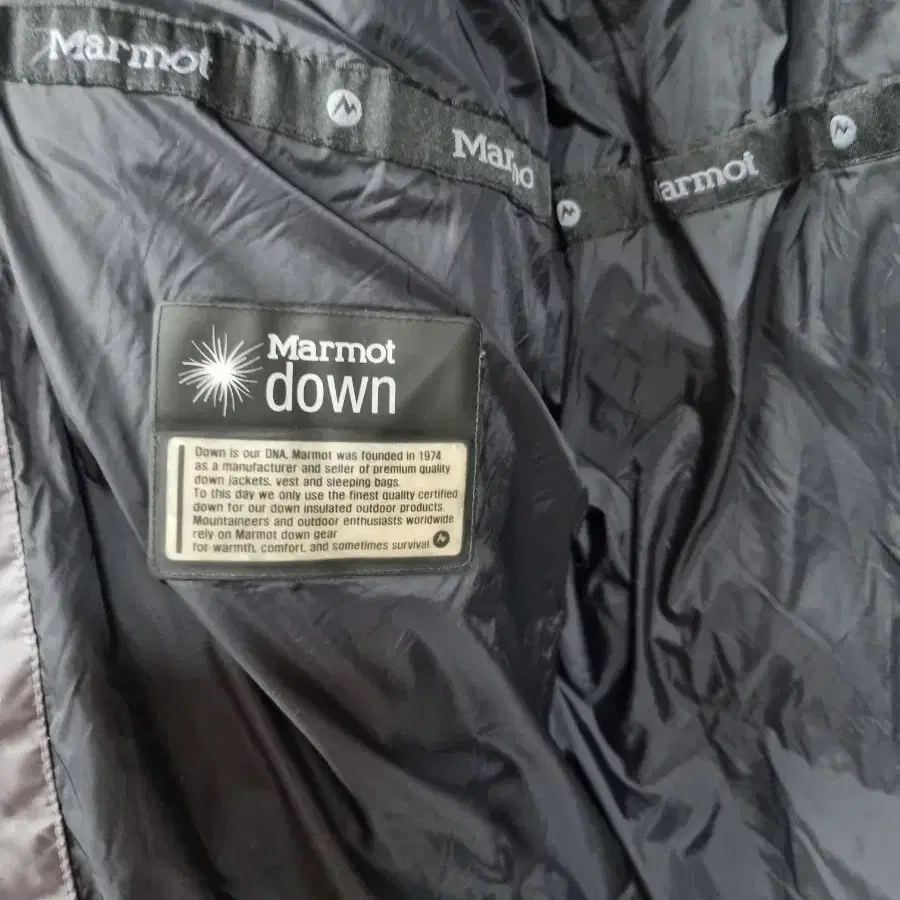 Marmot
Marmo
armot
Marmot
down
Down is our DNA. Marmot was founded in 1974
as a manufacturer and seller of premium quality
down jackets. vest and sleeping bags.
To this day we only use the finest quality certified
down for our down insulated outdoor products.
Mountaineers and outdoor enthusiasts worldwide
rely on Marmot down gear
for warmth, comfort, and sometimes survival